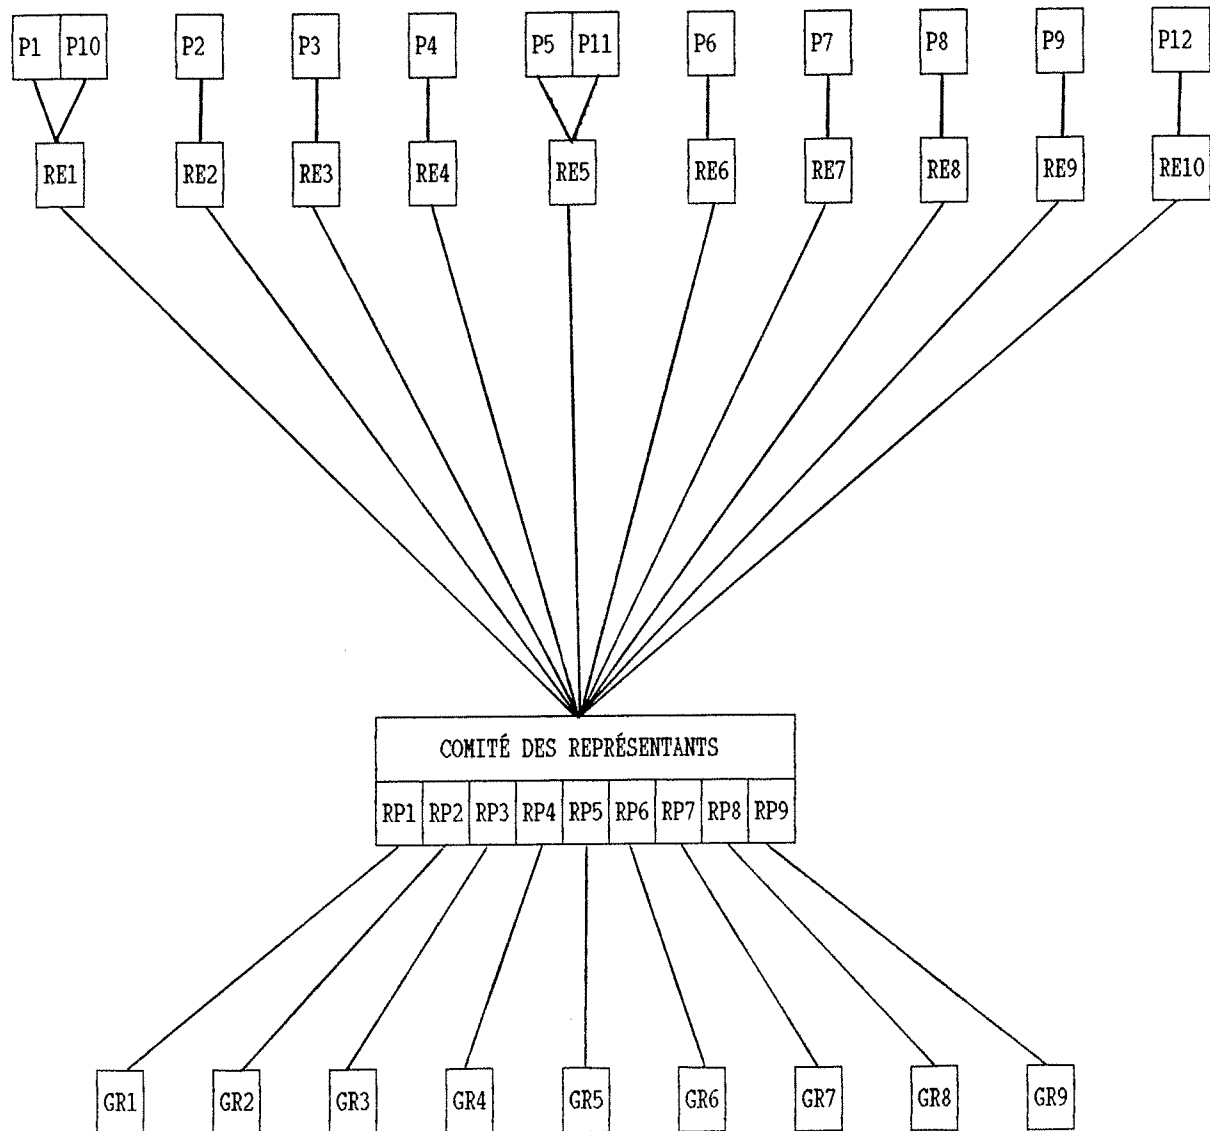 P1 P10 P2 P3 P4 P5 P11 P6 P7 P8 P9 P12
RE1 RE2 RE3 RE4 RE5 RE6 RE7 RE8 RE9 RE10
COMITÉ DES REPRÉSENTANTS
RP1 RP2 RP3 RP4 RP5 RP6 RP7 RP8 RP9
GR1 GR2 GR3 GR4 GR5 GR6 GR7 GR8 GR9